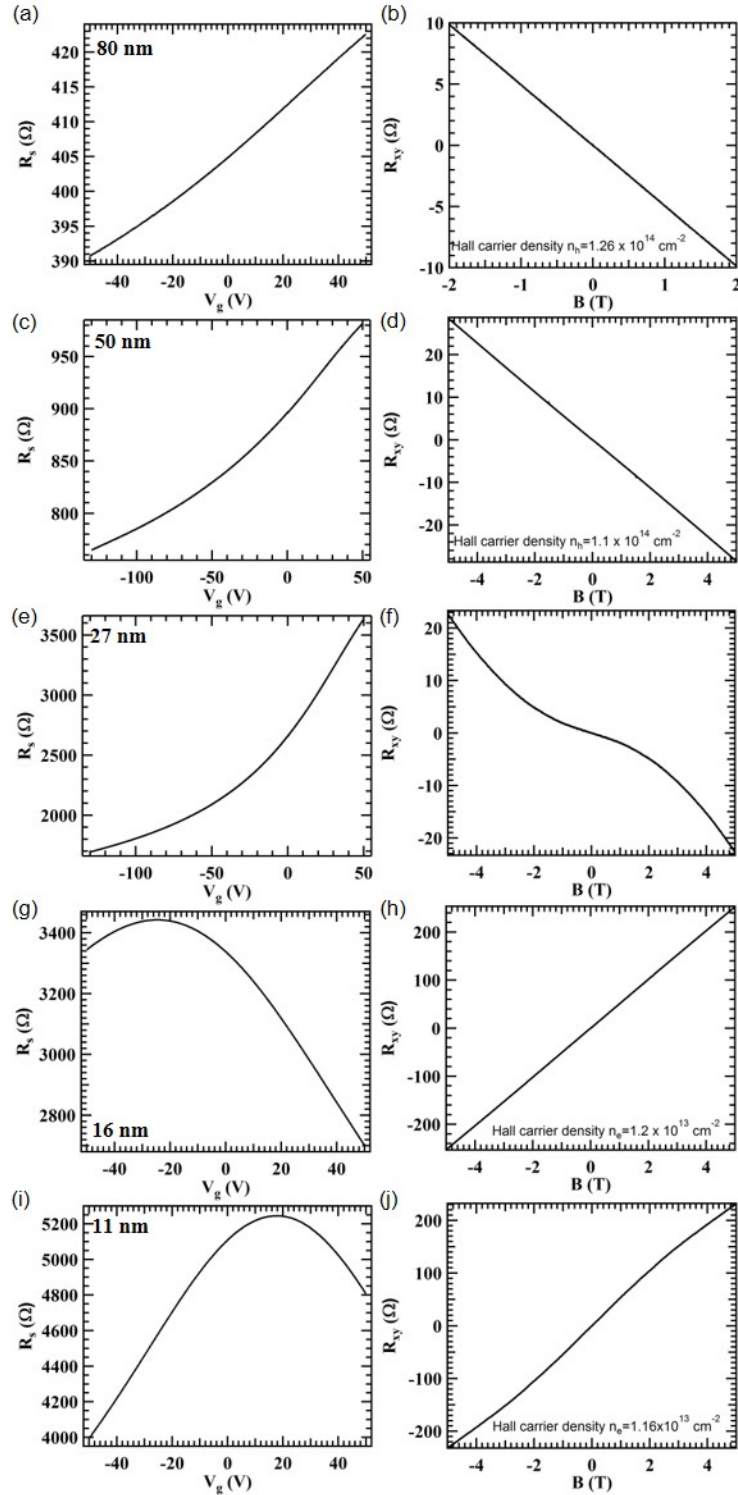 (a)
80 nm
420
415
410
405
400
395
390
R_s (Ω)
-40 -20 0 20 40
V_g (V)
(b)
10
5
0
-5
-10
R_xy (Ω)
Hall carrier density n_h=1.26 x 10^14 cm^-2
-2 -1 0 1 2
B (T)
(c)
50 nm
950
900
850
800
R_s (Ω)
-100 -50 0 50
V_g (V)
(d)
20
10
0
-10
-20
R_xy (Ω)
Hall carrier density n_h=1.1 x 10^14 cm^-2
-4 -2 0 2 4
B (T)
(e)
27 nm
3500
3000
2500
2000
R_s (Ω)
-100 -50 0 50
V_g (V)
(f)
20
10
0
-10
-20
R_xy (Ω)
-4 -2 0 2 4
B (T)
(g)
3400
3200
3000
2800
R_s (Ω)
16 nm
-40 -20 0 20 40
V_g (V)
(h)
200
100
0
-100
-200
R_xy (Ω)
Hall carrier density n_e=1.2 x 10^13 cm^-2
-4 -2 0 2 4
B (T)
(i)
11 nm
5200
5000
4800
4600
4400
4200
4000
R_s (Ω)
-40 -20 0 20 40
V_g (V)
(j)
200
100
0
-100
-200
R_xy (Ω)
Hall carrier density n_e=1.16x10^13 cm^-2
-4 -2 0 2 4
B (T)